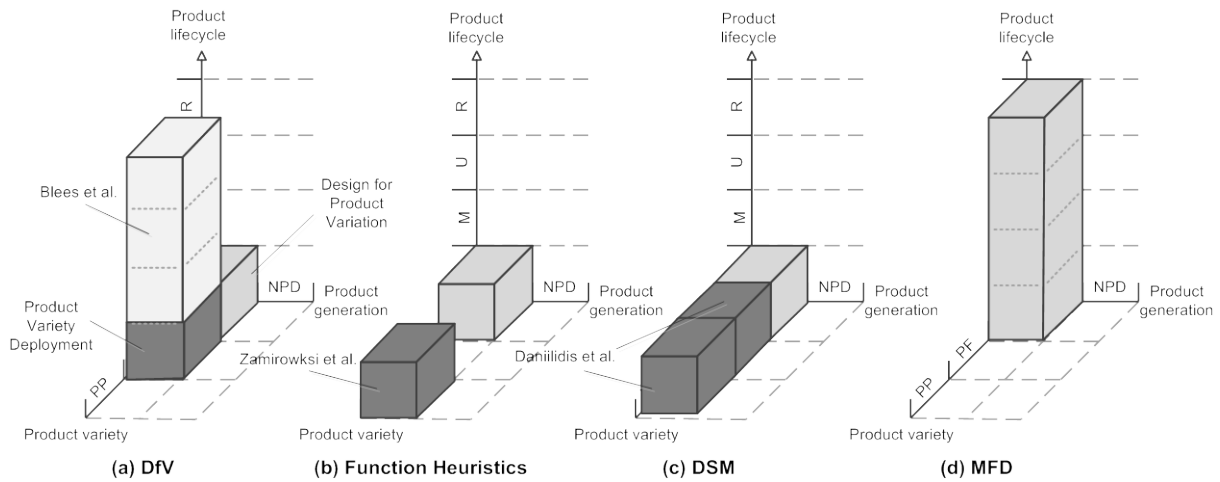 Product
lifecycle
R
Blees et al.
Design for
Product
Variation
Product
Variety
Deployment
NPD
Product
generation
PP
Product variety
(a) DfV
Product
lifecycle
R
U
M
NPD
Product
generation
Zamirowksi et al.
Product variety
(b) Function Heuristics
Product
lifecycle
R
U
M
NPD
Product
generation
Daniilidis et al.
Product variety
(c) DSM
Product
lifecycle
NPD
Product
generation
PF
PP
Product variety
(d) MFD